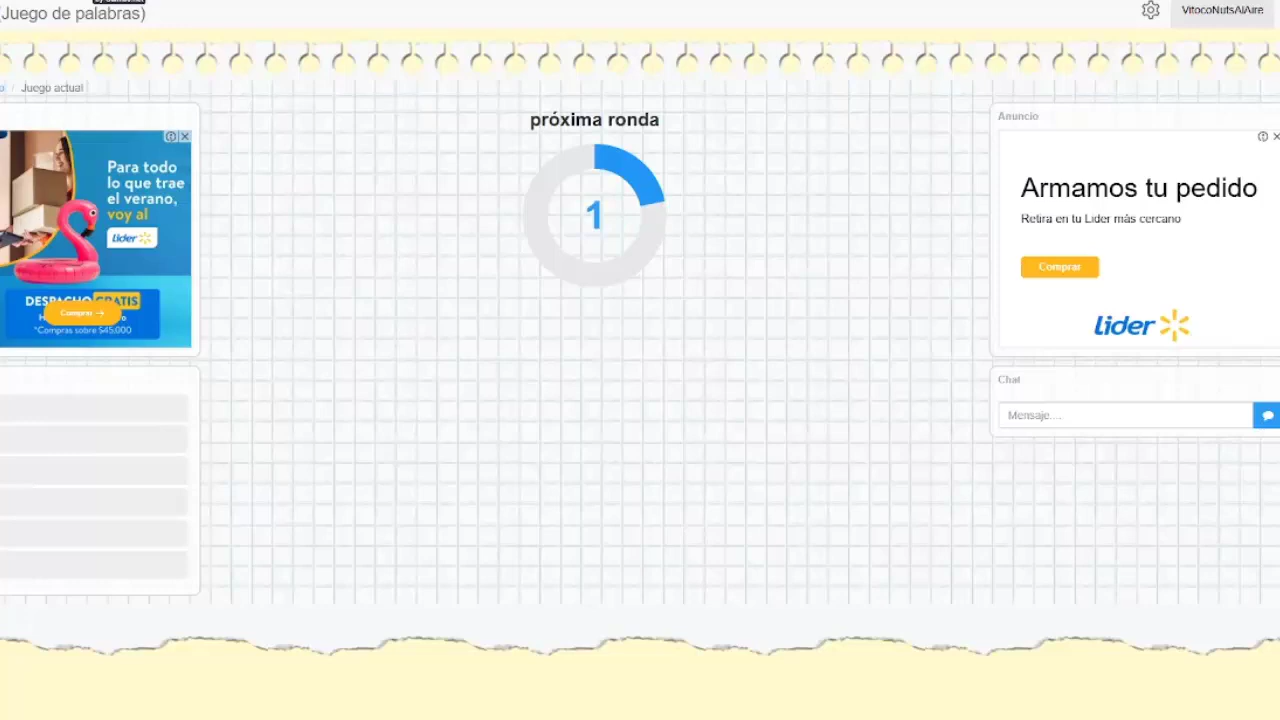 (Juego de palabras)
VitocoNutsAlAire
/ Juego actual
Para todo
lo que trae
el verano,
voy al
lider
DESPACHO GRATIS
Comprar →
*Compras sobre $45,000
próxima ronda
1
Anuncio
Armamos tu pedido
Retira en tu Lider más cercano
Comprar
lider
Chat
Mensaje...